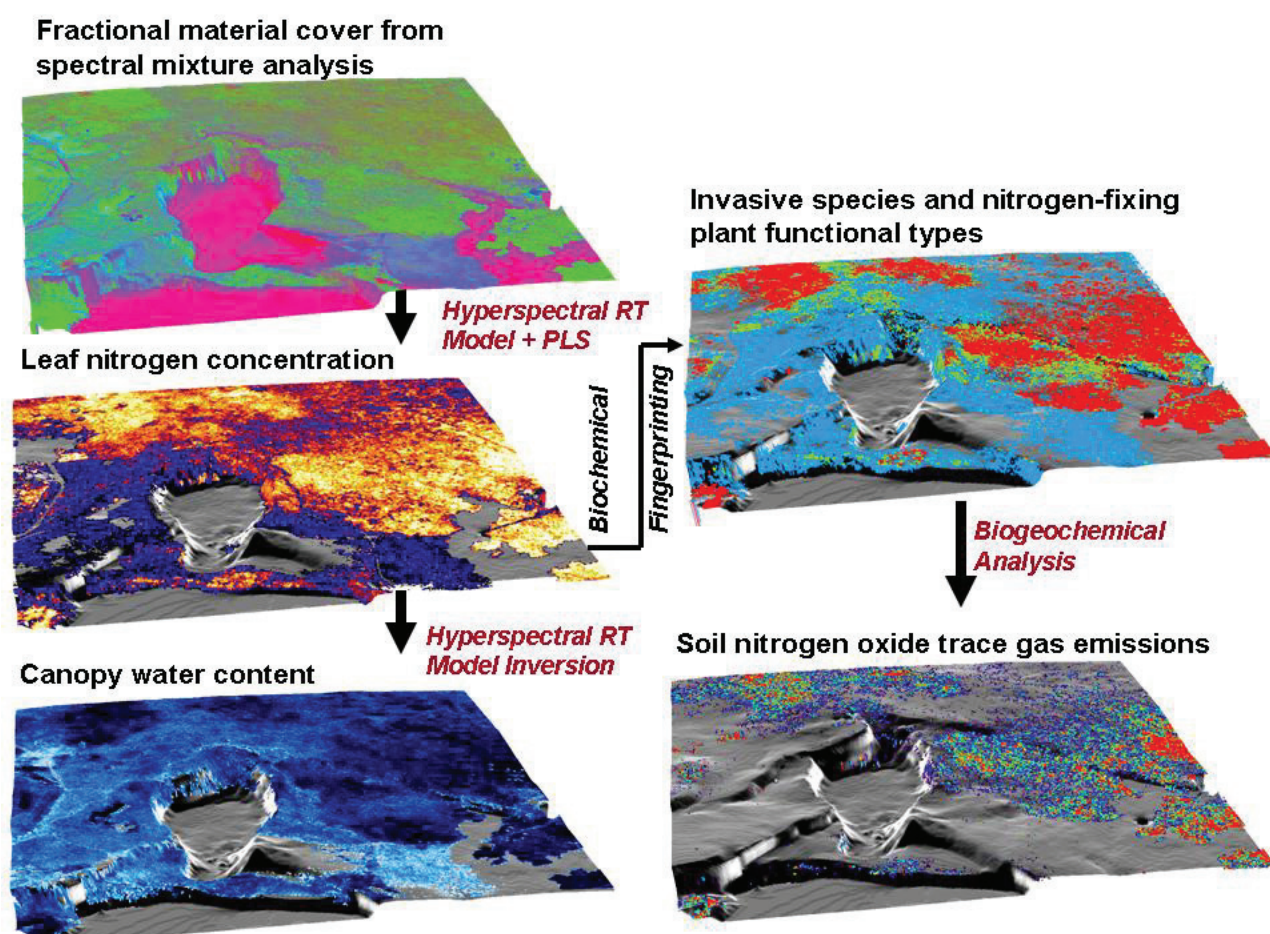 Fractional material cover from
spectral mixture analysis
Hyperspectral RT
Model + PLS
Leaf nitrogen concentration
Hyperspectral RT
Model Inversion
Canopy water content
Biochemical
Fingerprinting
Invasive species and nitrogen-fixing
plant functional types
Biogeochemical
Analysis
Soil nitrogen oxide trace gas emissions